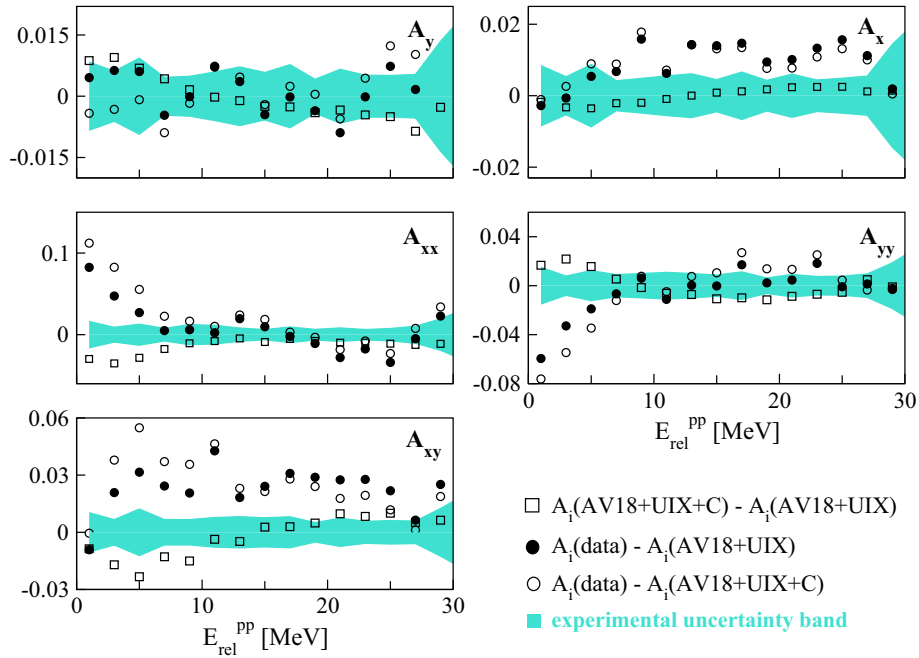 0.015
0
-0.015
A_y
0.02
0
-0.02
A_x
0.1
0
A_xx
0.04
0
-0.04
-0.08
A_yy
0 10 20 30
E_rel^pp [MeV]
0.06
0.03
0
-0.03
A_xy
0 10 20 30
E_rel^pp [MeV]
A_i(AV18+UIX+C) - A_i(AV18+UIX)
A_i(data) - A_i(AV18+UIX)
A_i(data) - A_i(AV18+UIX+C)
experimental uncertainty band